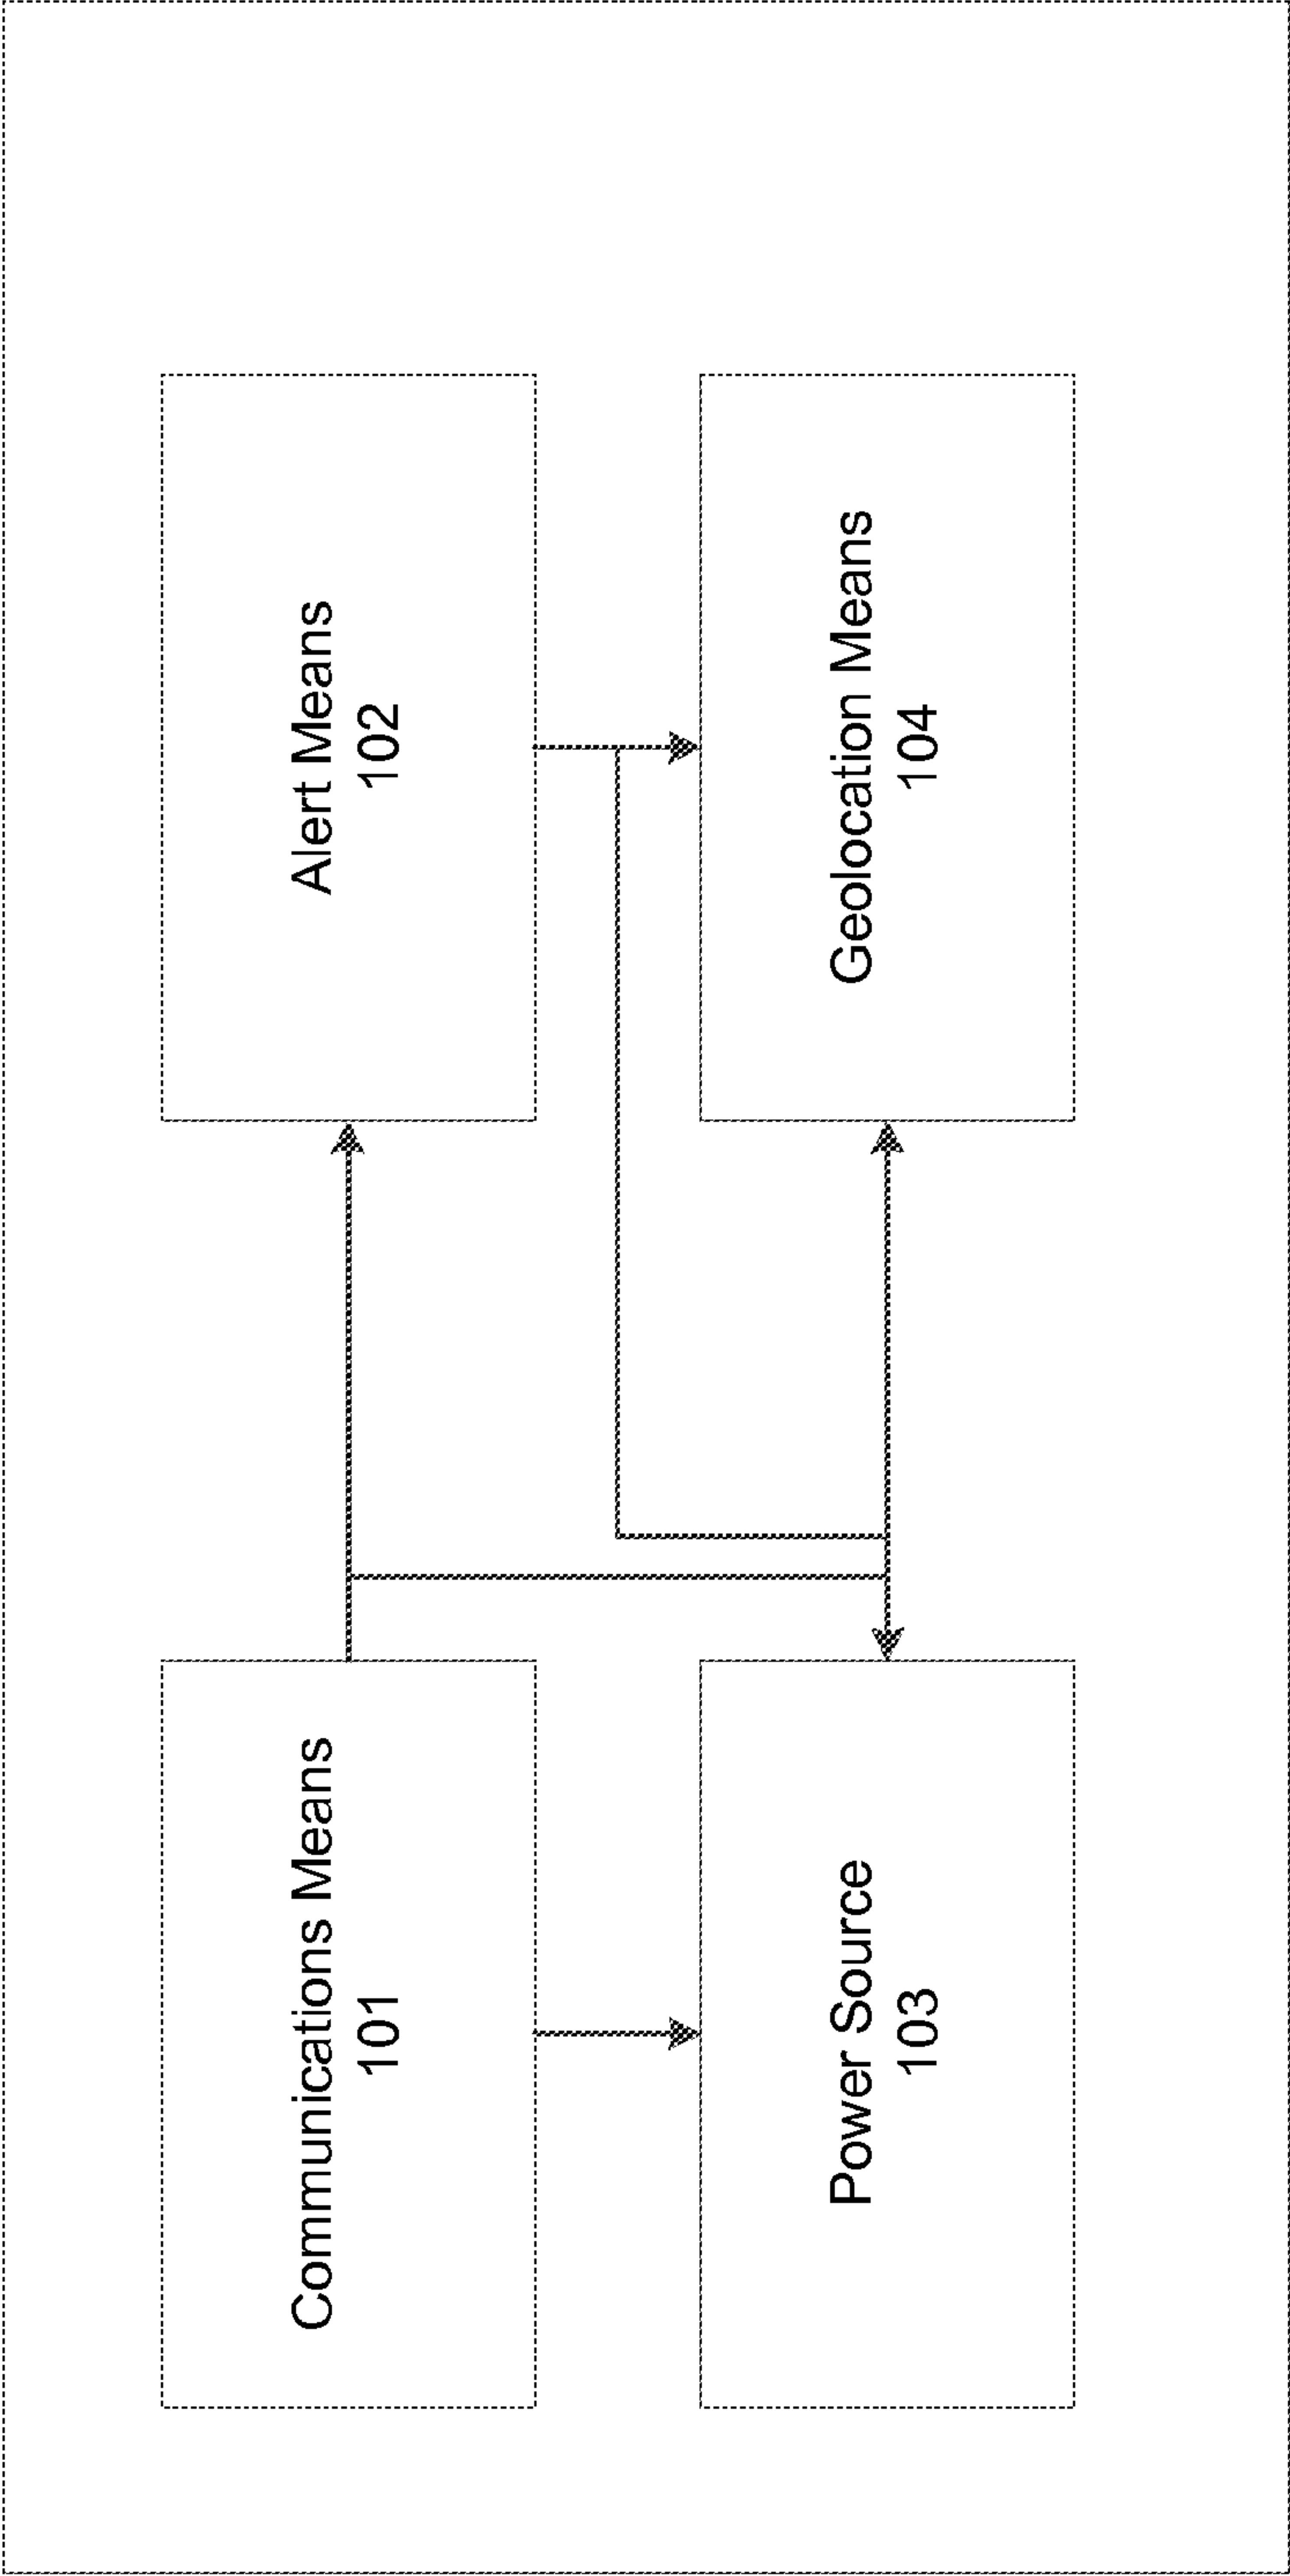 Communications Means
101
Alert Means
102
Power Source
103
Geolocation Means
104